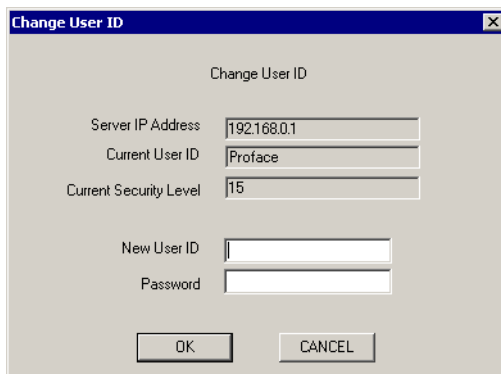 Change User ID
Change User ID
Server IP Address 192.168.0.1
Current User ID Proface
Current Security Level 15
New User ID
Password
OK CANCEL